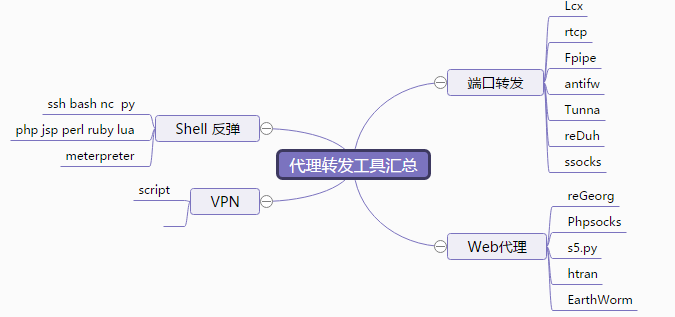 代理转发工具汇总
端口转发
Lcx
rtcp
Fpipe
antifw
Tunna
reDuh
ssocks
Web代理
reGeorg
Phpsocks
s5.py
htran
EarthWorm
Shell 反弹
ssh bash nc  py
php jsp perl ruby lua
meterpreter
VPN
script